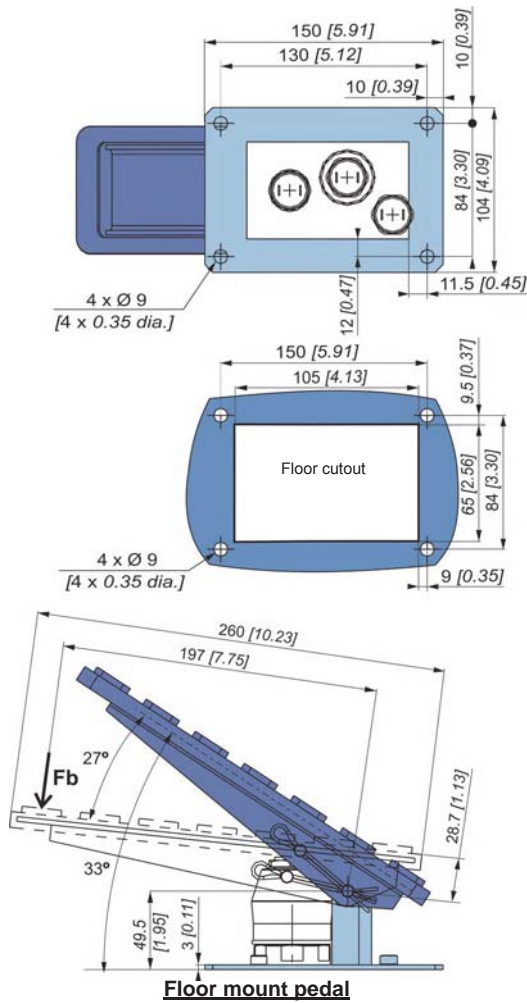 150 [5.91]
130 [5.12]
10 [0.39]
10 [0.39]
84 [3.30]
104 [4.09]
11.5 [0.45]
12 [0.47]
4 x Ø 9
[4 x 0.35 dia.]
150 [5.91]
105 [4.13]
9.5 [0.37]
Floor cutout
65 [2.56]
84 [3.30]
4 x Ø 9
[4 x 0.35 dia.]
9 [0.35]
260 [10.23]
197 [7.75]
27º
Fb
33º
28.7 [1.13]
49.5
[1.95]
3 [0.11]
Floor mount pedal